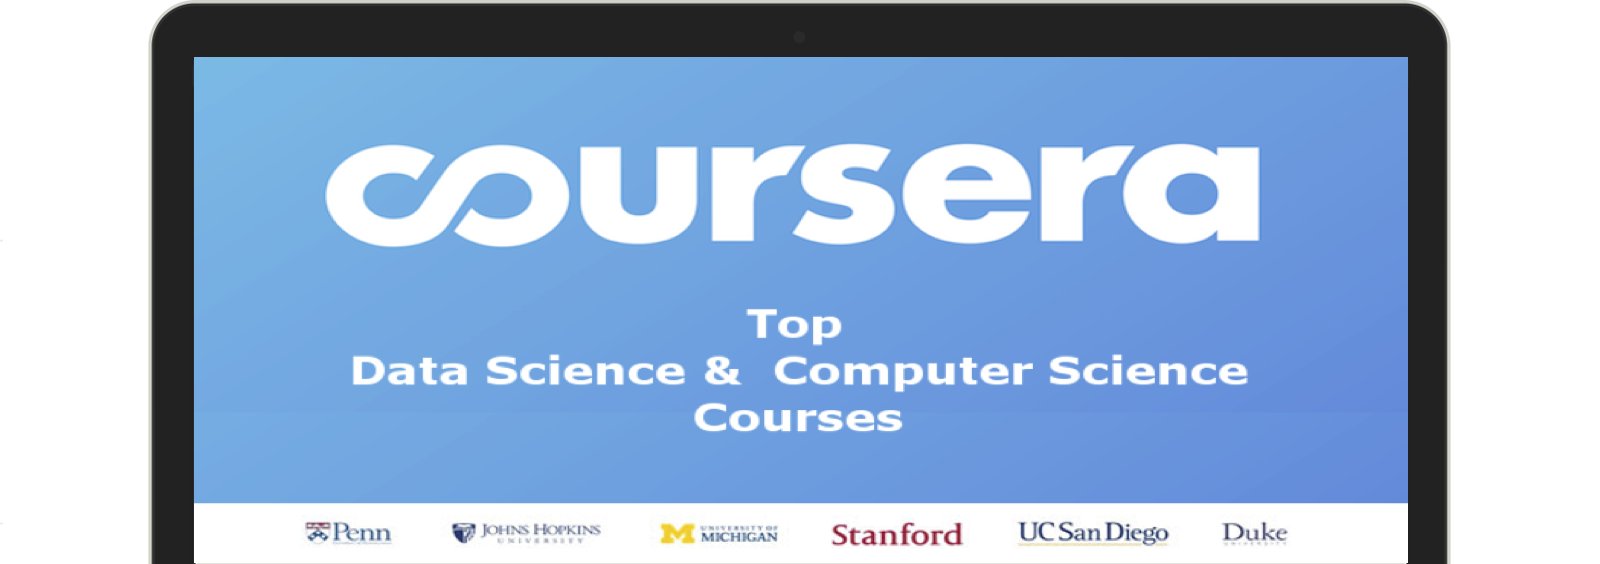 coursera
Top
Data Science & Computer Science
Courses
Penn JOHNS HOPKINS UNIVERSITY UNIVERSITY OF MICHIGAN Stanford UC San Diego Duke UNIVERSITY